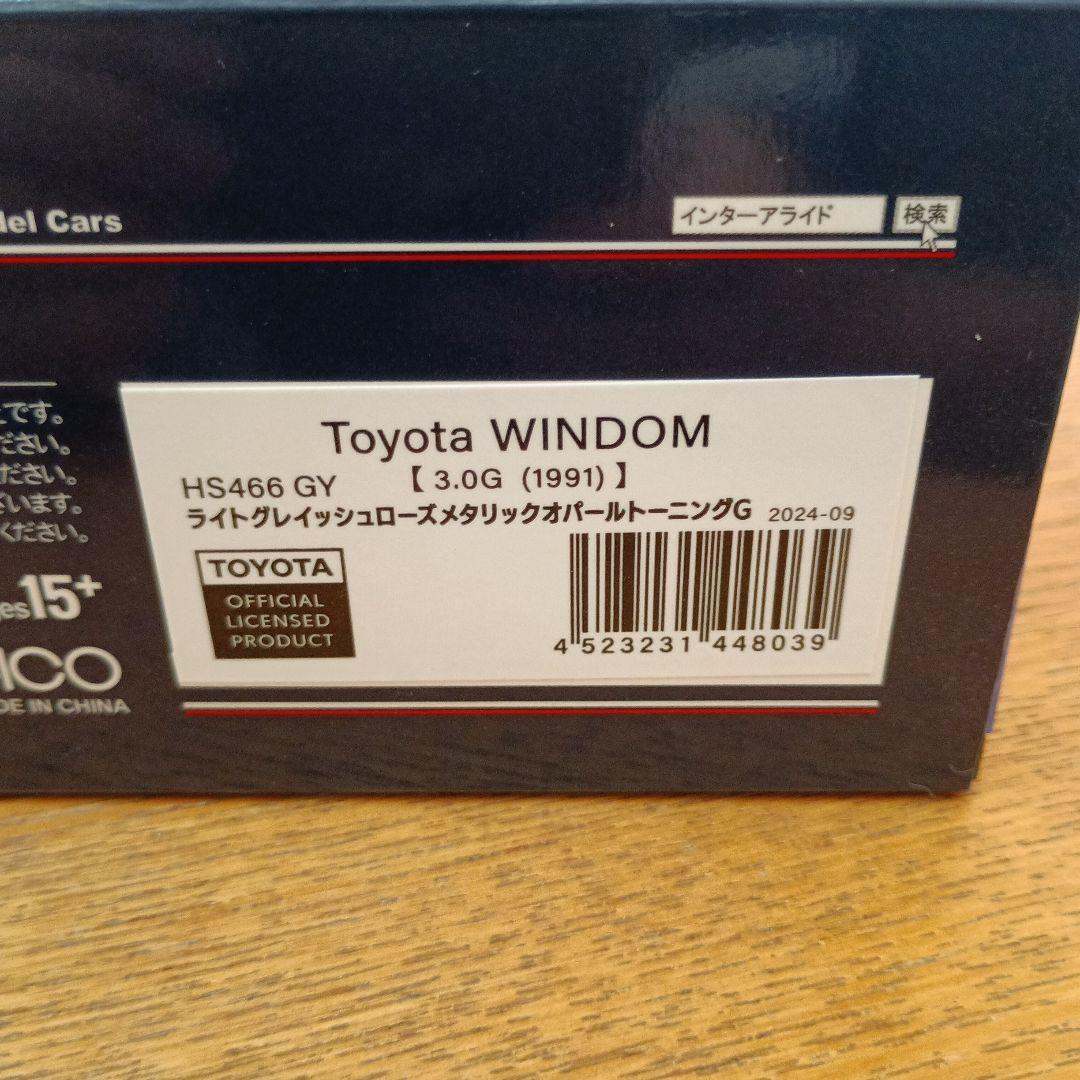 del Cars
インターアライド 検索
です。
ださい。
ださい。
ざいます。
ください。
Toyota WINDOM
HS466 GY 【 3.0G (1991) 】
ライトグレイッシュローズメタリックオパールトーニングG 2024-09
TOYOTA
OFFICIAL
LICENSED
PRODUCT
4 523231 448039
ges 15+
ICO
DE IN CHINA